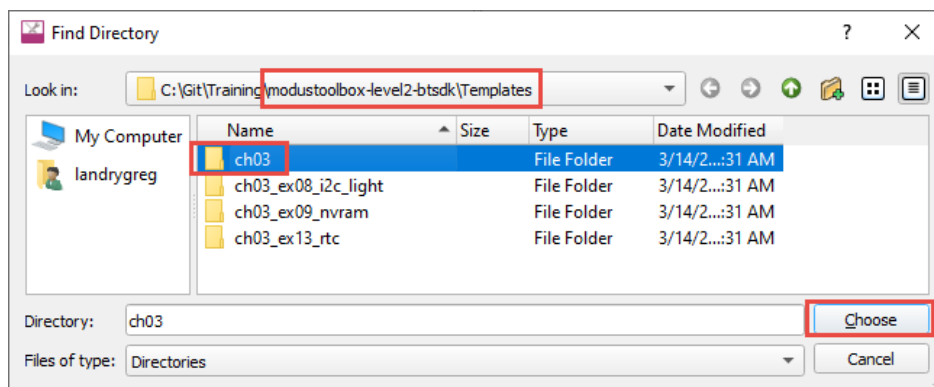 Find Directory ? ×
Look in: C:\Git\Training\modustoolbox-level2-btsdk\Templates
My Computer
landrygreg
Name Size Type Date Modified
ch03 File Folder 3/14/2...:31 AM
ch03_ex08_i2c_light File Folder 3/14/2...:31 AM
ch03_ex09_nvram File Folder 3/14/2...:31 AM
ch03_ex13_rtc File Folder 3/14/2...:31 AM
Directory: ch03 Choose
Files of type: Directories Cancel